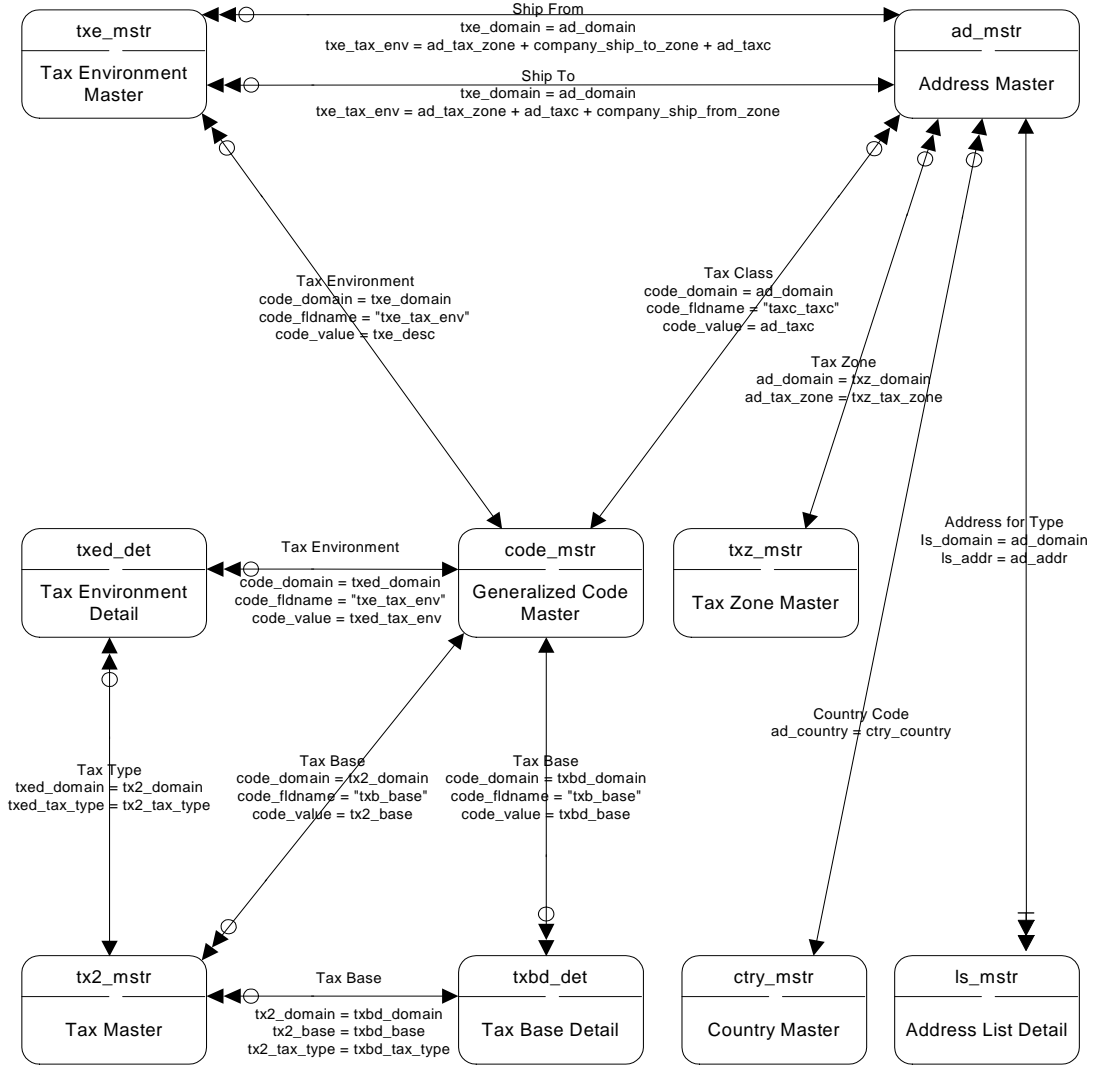 Ship From
txe_mstr
txe_domain = ad_domain
ad_mstr
txe_tax_env = ad_tax_zone + company_ship_to_zone + ad_taxc
Tax Environment
Master
Ship To
Address Master
txe_domain = ad_domain
txe_tax_env = ad_tax_zone + ad_taxc + company_ship_from_zone
Tax Environment
code_domain = txe_domain
code_fldname = "txe_tax_env"
code_value = txe_desc
Tax Class
code_domain = ad_domain
code_fldname = "taxc_taxc"
code_value = ad_taxc
Tax Zone
ad_domain = txz_domain
ad_tax_zone = txz_tax_zone
Address for Type
ls_domain = ad_domain
ls_addr = ad_addr
txed_det
Tax Environment
Detail
Tax Environment
code_domain = txed_domain
code_fldname = "txe_tax_env"
code_value = txed_tax_env
code_mstr
Generalized Code
Master
txz_mstr
Tax Zone Master
Country Code
ad_country = ctry_country
Tax Type
txed_domain = tx2_domain
txed_tax_type = tx2_tax_type
Tax Base
code_domain = tx2_domain
code_fldname = "txb_base"
code_value = tx2_base
Tax Base
code_domain = txbd_domain
code_fldname = "txb_base"
code_value = txbd_base
tx2_mstr
Tax Master
Tax Base
tx2_domain = txbd_domain
tx2_base = txbd_base
tx2_tax_type = txbd_tax_type
txbd_det
Tax Base Detail
ctry_mstr
Country Master
ls_mstr
Address List Detail